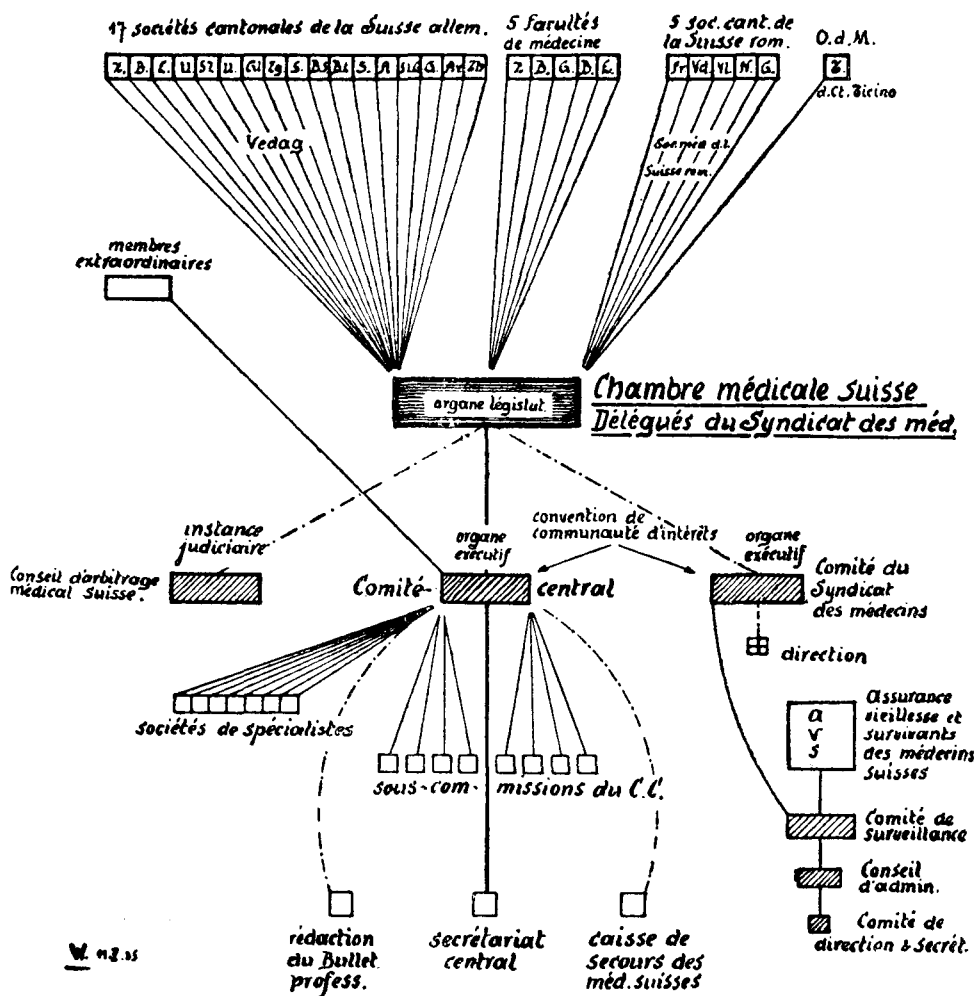 17 sociétés cantonales de la Suisse allem.
5 facultés
de médecine
5 soc. cant. de
la Suisse rom.
O.d.M.
Z. B. L. U. Sz U. Gl Zg S. Bs Bl S. A
G. Ar
Z. B. G. B. L.
Fr Vd Vl N. G.
T
d.Ct. Ticino
Vedag
Soc. méd. d.l.
Suisse rom.
membres
extraordinaires
organe législat.
Chambre médicale suisse
Délégués du Syndicat des méd.
instance
judiciaire
Conseil d'arbitrage
médical suisse.
organe
exécutif
Comité central
convention de
communauté d'intérêts
organe
exécutif
Comité du
Syndicat
des médecins
direction
sociétés de spécialistes
sous-com-missions du C.C.
a
v
s
Assurance
vieillesse et
survivants
des médecins
suisses
Comité de
surveillance
Conseil
d'admin.
Comité de
direction & secrét.
rédaction
du Bullet.
profess.
secrétariat
central
caisse de
secours des
méd. suisses
W.